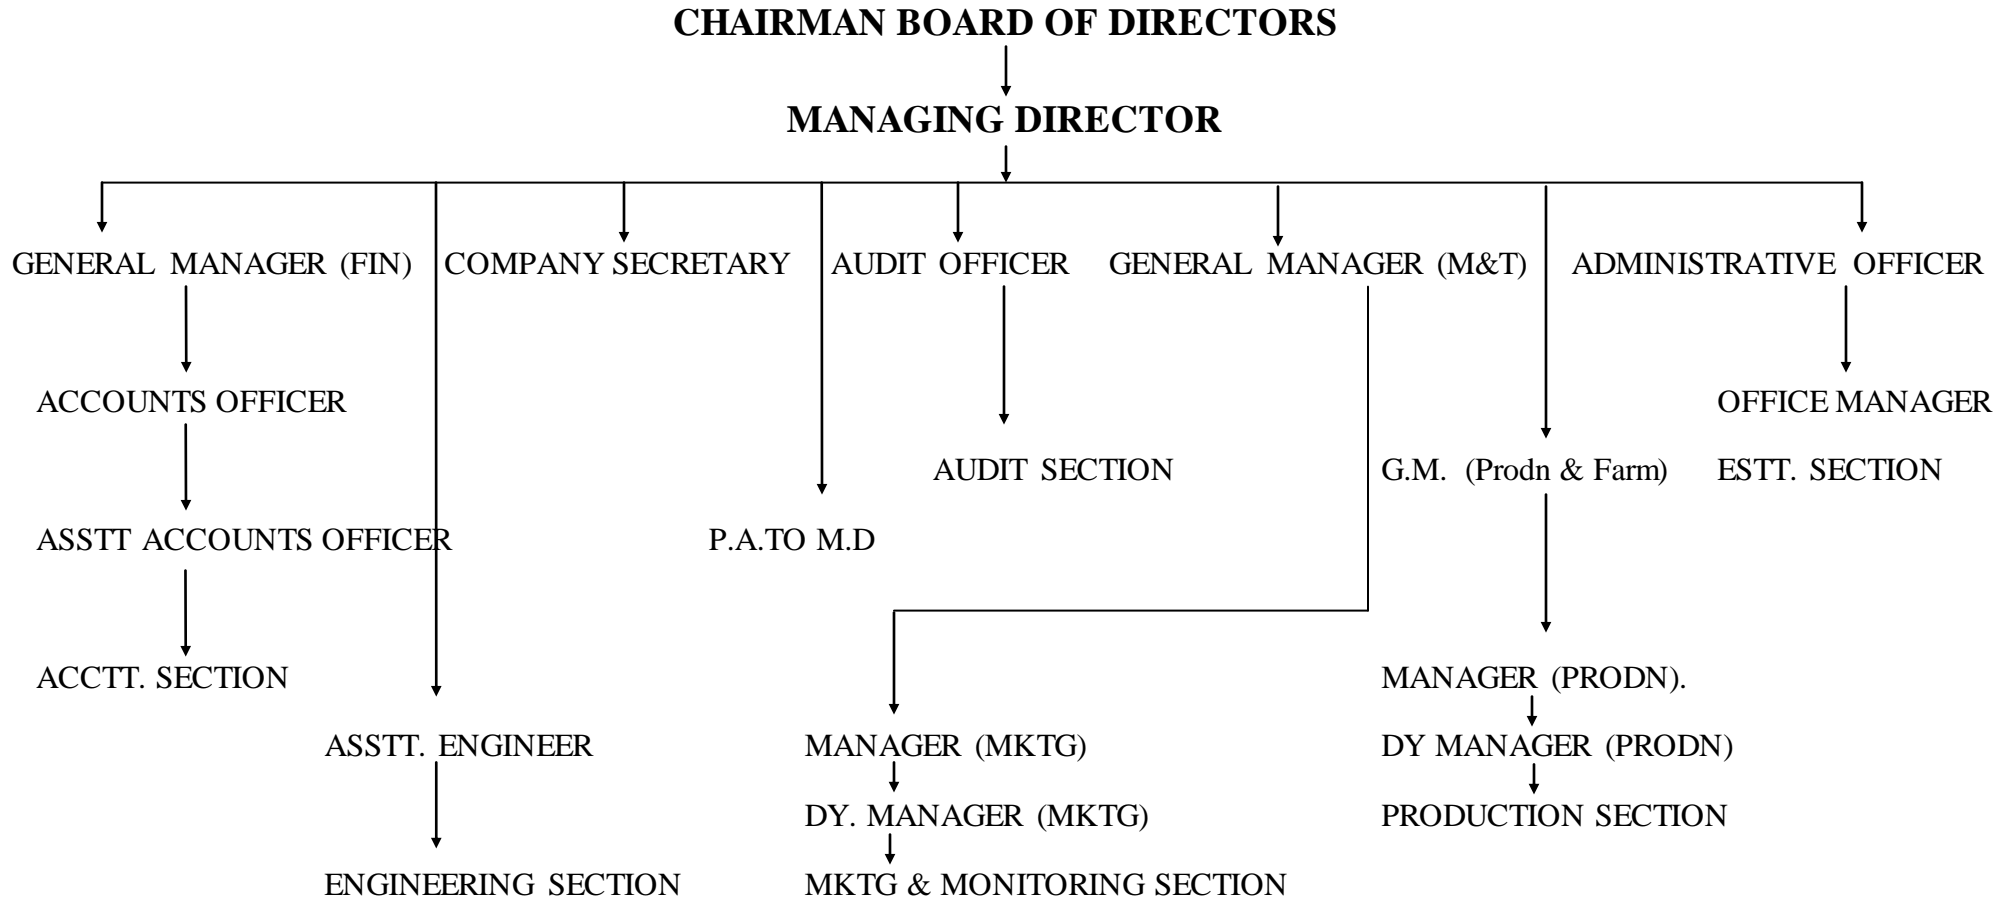 CHAIRMAN BOARD OF DIRECTORS
MANAGING DIRECTOR
GENERAL MANAGER (FIN)
COMPANY SECRETARY
AUDIT OFFICER
GENERAL MANAGER (M&T)
ADMINISTRATIVE OFFICER
ACCOUNTS OFFICER
OFFICE MANAGER
AUDIT SECTION
G.M. (Prodn & Farm)
ESTT. SECTION
ASSTT ACCOUNTS OFFICER
P.A.TO M.D
ACCTT. SECTION
MANAGER (PRODN).
ASSTT. ENGINEER
MANAGER (MKTG)
DY MANAGER (PRODN)
DY. MANAGER (MKTG)
PRODUCTION SECTION
ENGINEERING SECTION
MKTG & MONITORING SECTION